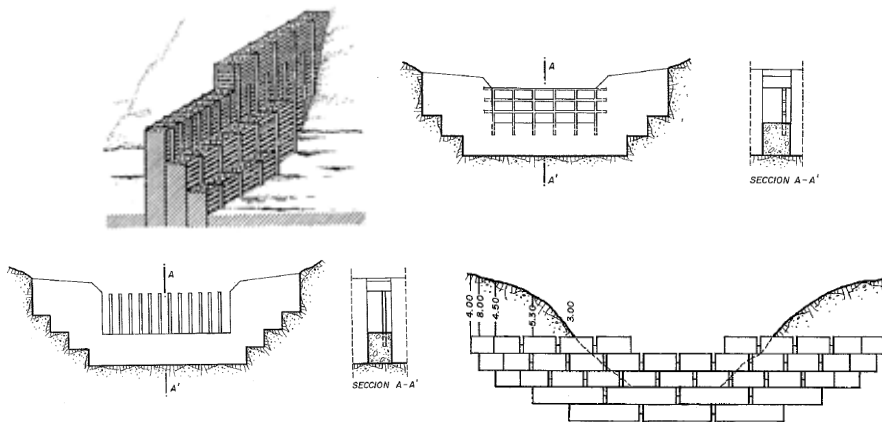 A
A'
SECCION A-A'
A
A'
SECCION A-A'
4.00
8.00
4.50
5.50
3.00